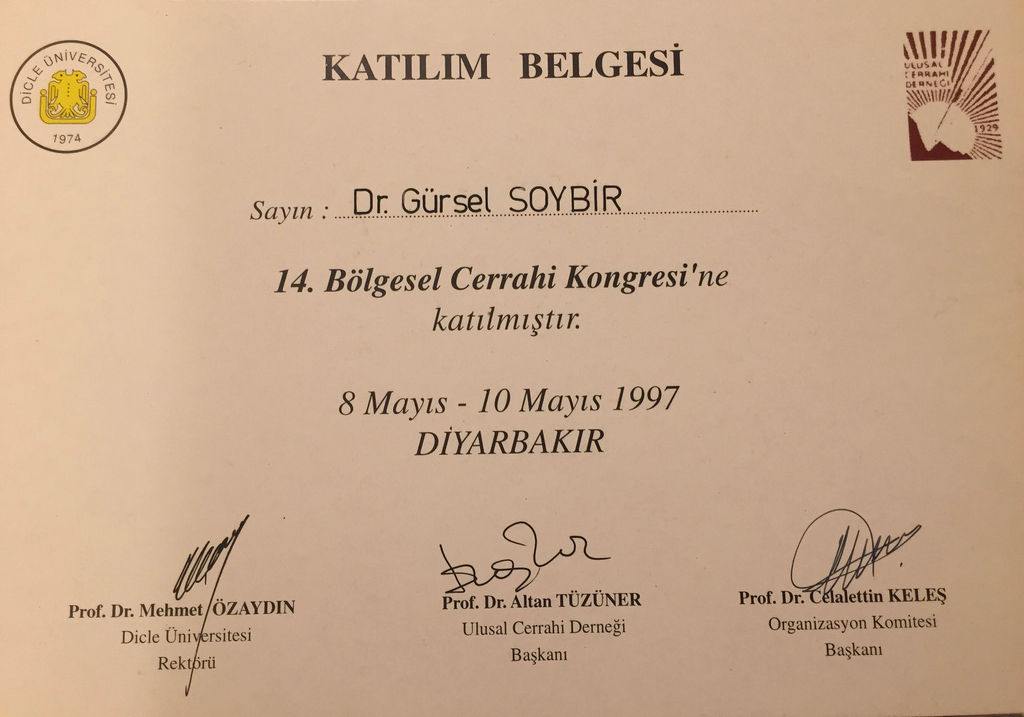 DİCLE ÜNİVERSİTESİ
1974
KATILIM BELGESİ
ULUSAL
CERRAHİ
DERNEĞİ
1929
Sayın : Dr. Gürsel SOYBİR
14. Bölgesel Cerrahi Kongresi'ne
katılmıştır.
8 Mayıs - 10 Mayıs 1997
DİYARBAKIR
Prof. Dr. Mehmet ÖZAYDIN
Dicle Üniversitesi
Rektörü
Prof. Dr. Altan TÜZÜNER
Ulusal Cerrahi Derneği
Başkanı
Prof. Dr. Celalettin KELEŞ
Organizasyon Komitesi
Başkanı